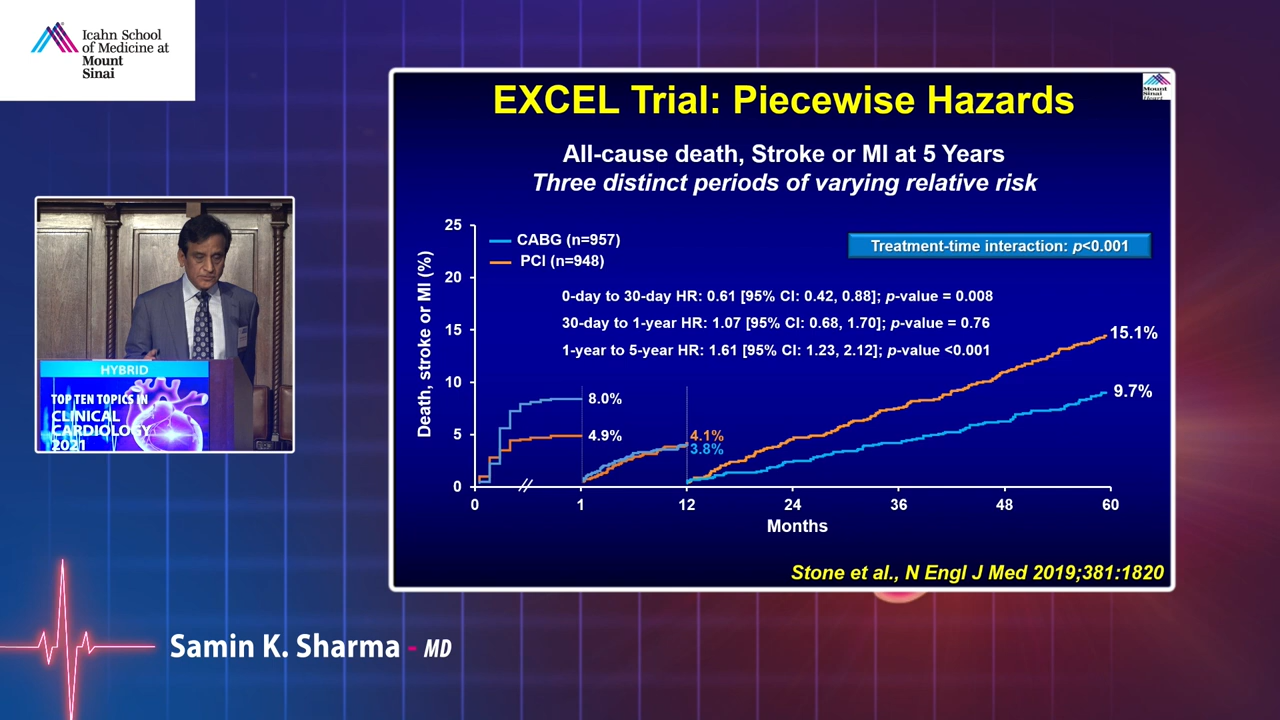 Icahn School
of Medicine at
Mount
Sinai
EXCEL Trial: Piecewise Hazards
Mount
Sinai
Heart
All-cause death, Stroke or MI at 5 Years
Three distinct periods of varying relative risk
CABG (n=957)
PCI (n=948)
Treatment-time interaction: p<0.001
0-day to 30-day HR: 0.61 [95% CI: 0.42, 0.88]; p-value = 0.008
30-day to 1-year HR: 1.07 [95% CI: 0.68, 1.70]; p-value = 0.76
1-year to 5-year HR: 1.61 [95% CI: 1.23, 2.12]; p-value <0.001
Death, stroke or MI (%)
25
20
15
10
5
0
8.0%
4.9%
4.1%
3.8%
15.1%
9.7%
0
1
12
24
36
48
60
Months
Stone et al., N Engl J Med 2019;381:1820
HYBRID
TOP TEN TOPICS IN
CLINICAL
CARDIOLOGY
2021
Samin K. Sharma - MD